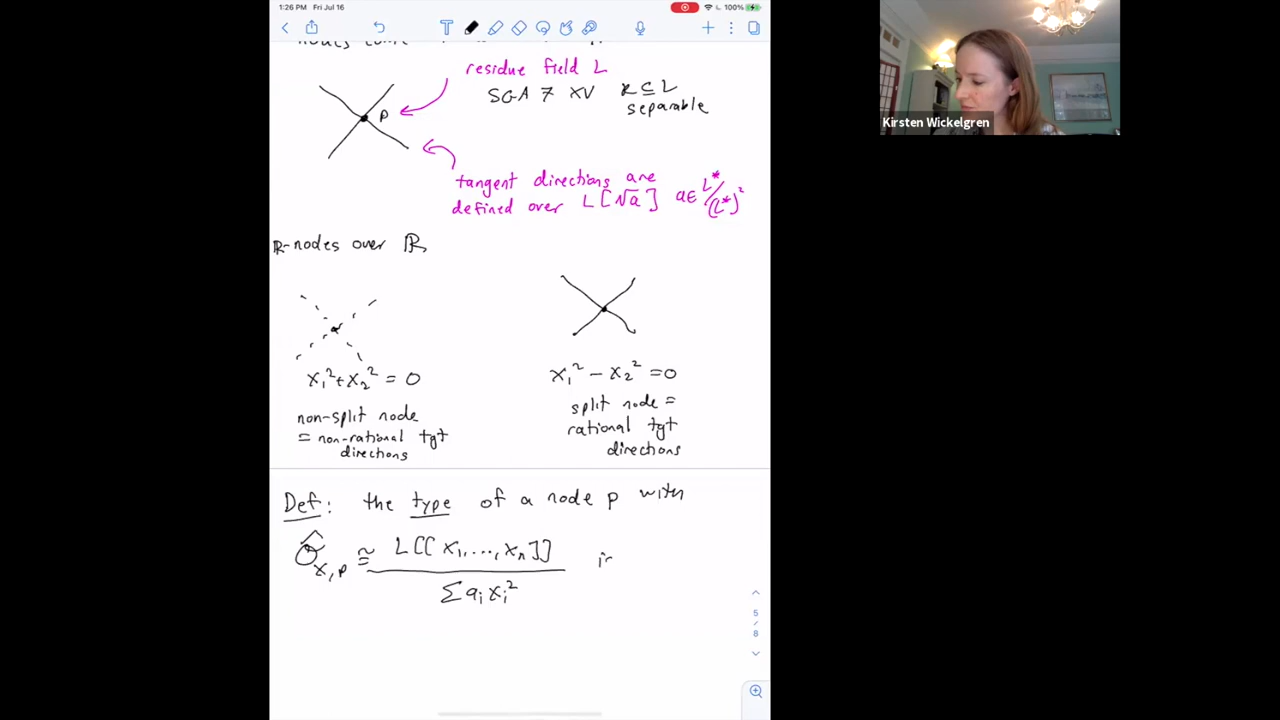 1:26 PM Fri Jul 16
100%
residue field L
SGA 7 XV k ⊆ L
separable
p
tangent directions are
defined over L[√a] a ∈ L*/(L*)²
R-nodes over ℝ
x₁² + x₂² = 0
non-split node
= non-rational tgt
directions
x₁² − x₂² = 0
split node =
rational tgt
directions
Def: the type of a node p with
Ô_{X,p} ≅ L[[x₁,...,xₙ]] / Σ aᵢxᵢ²
5
/
8
Kirsten Wickelgren